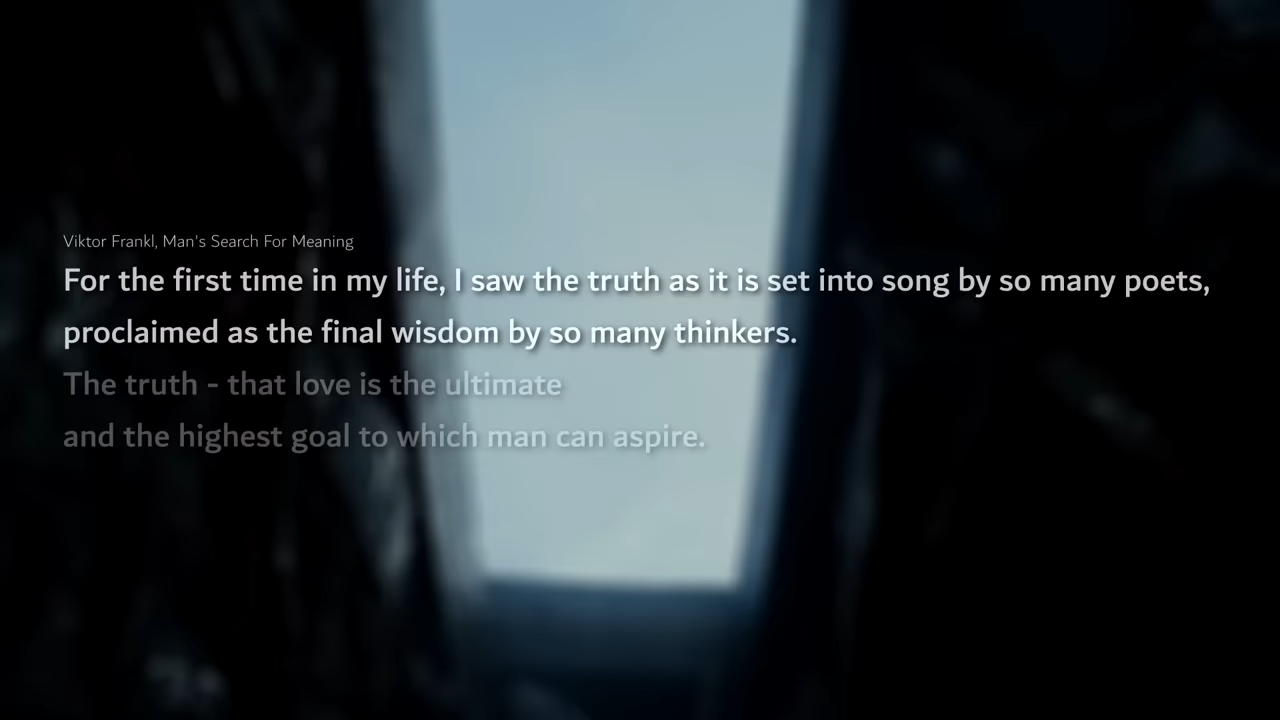 Viktor Frankl, Man's Search For Meaning
For the first time in my life, I saw the truth as it is set into song by so many poets,
proclaimed as the final wisdom by so many thinkers.
The truth - that love is the ultimate
and the highest goal to which man can aspire.